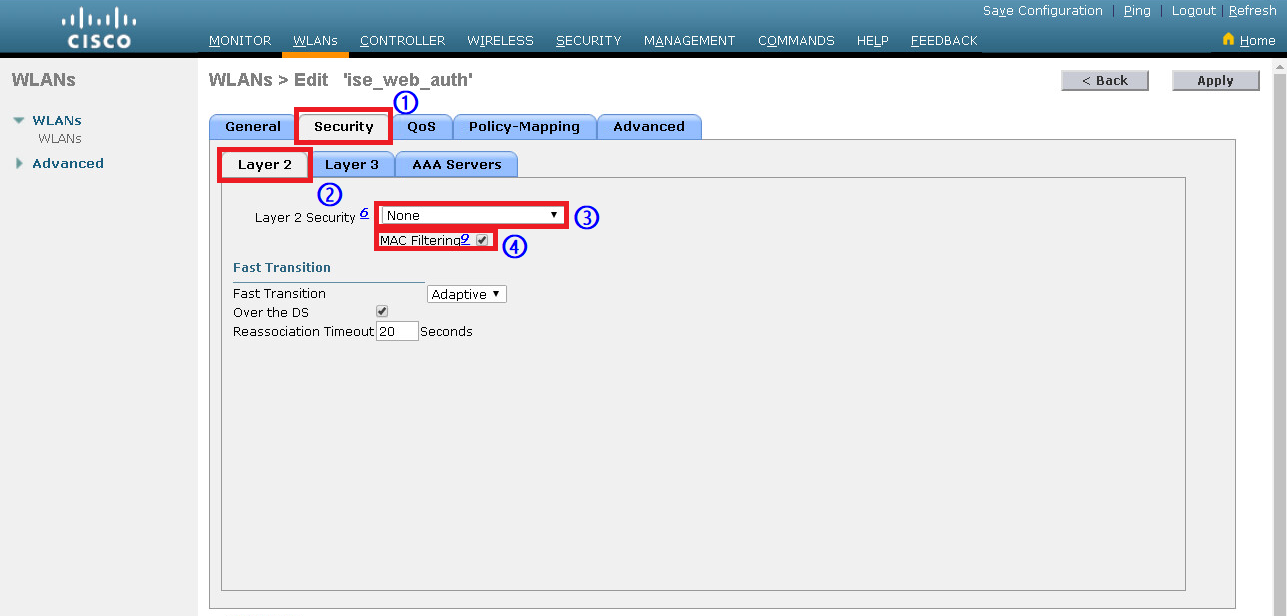 Save Configuration | Ping | Logout | Refresh
CISCO
MONITOR WLANs CONTROLLER WIRELESS SECURITY MANAGEMENT COMMANDS HELP FEEDBACK Home
WLANs
WLANs > Edit 'ise_web_auth'
< Back Apply
1
WLANs
WLANs
Advanced
General Security QoS Policy-Mapping Advanced
Layer 2 Layer 3 AAA Servers
2
Layer 2 Security 6 None 3
MAC Filtering9 4
Fast Transition
Fast Transition Adaptive
Over the DS
Reassociation Timeout 20 Seconds